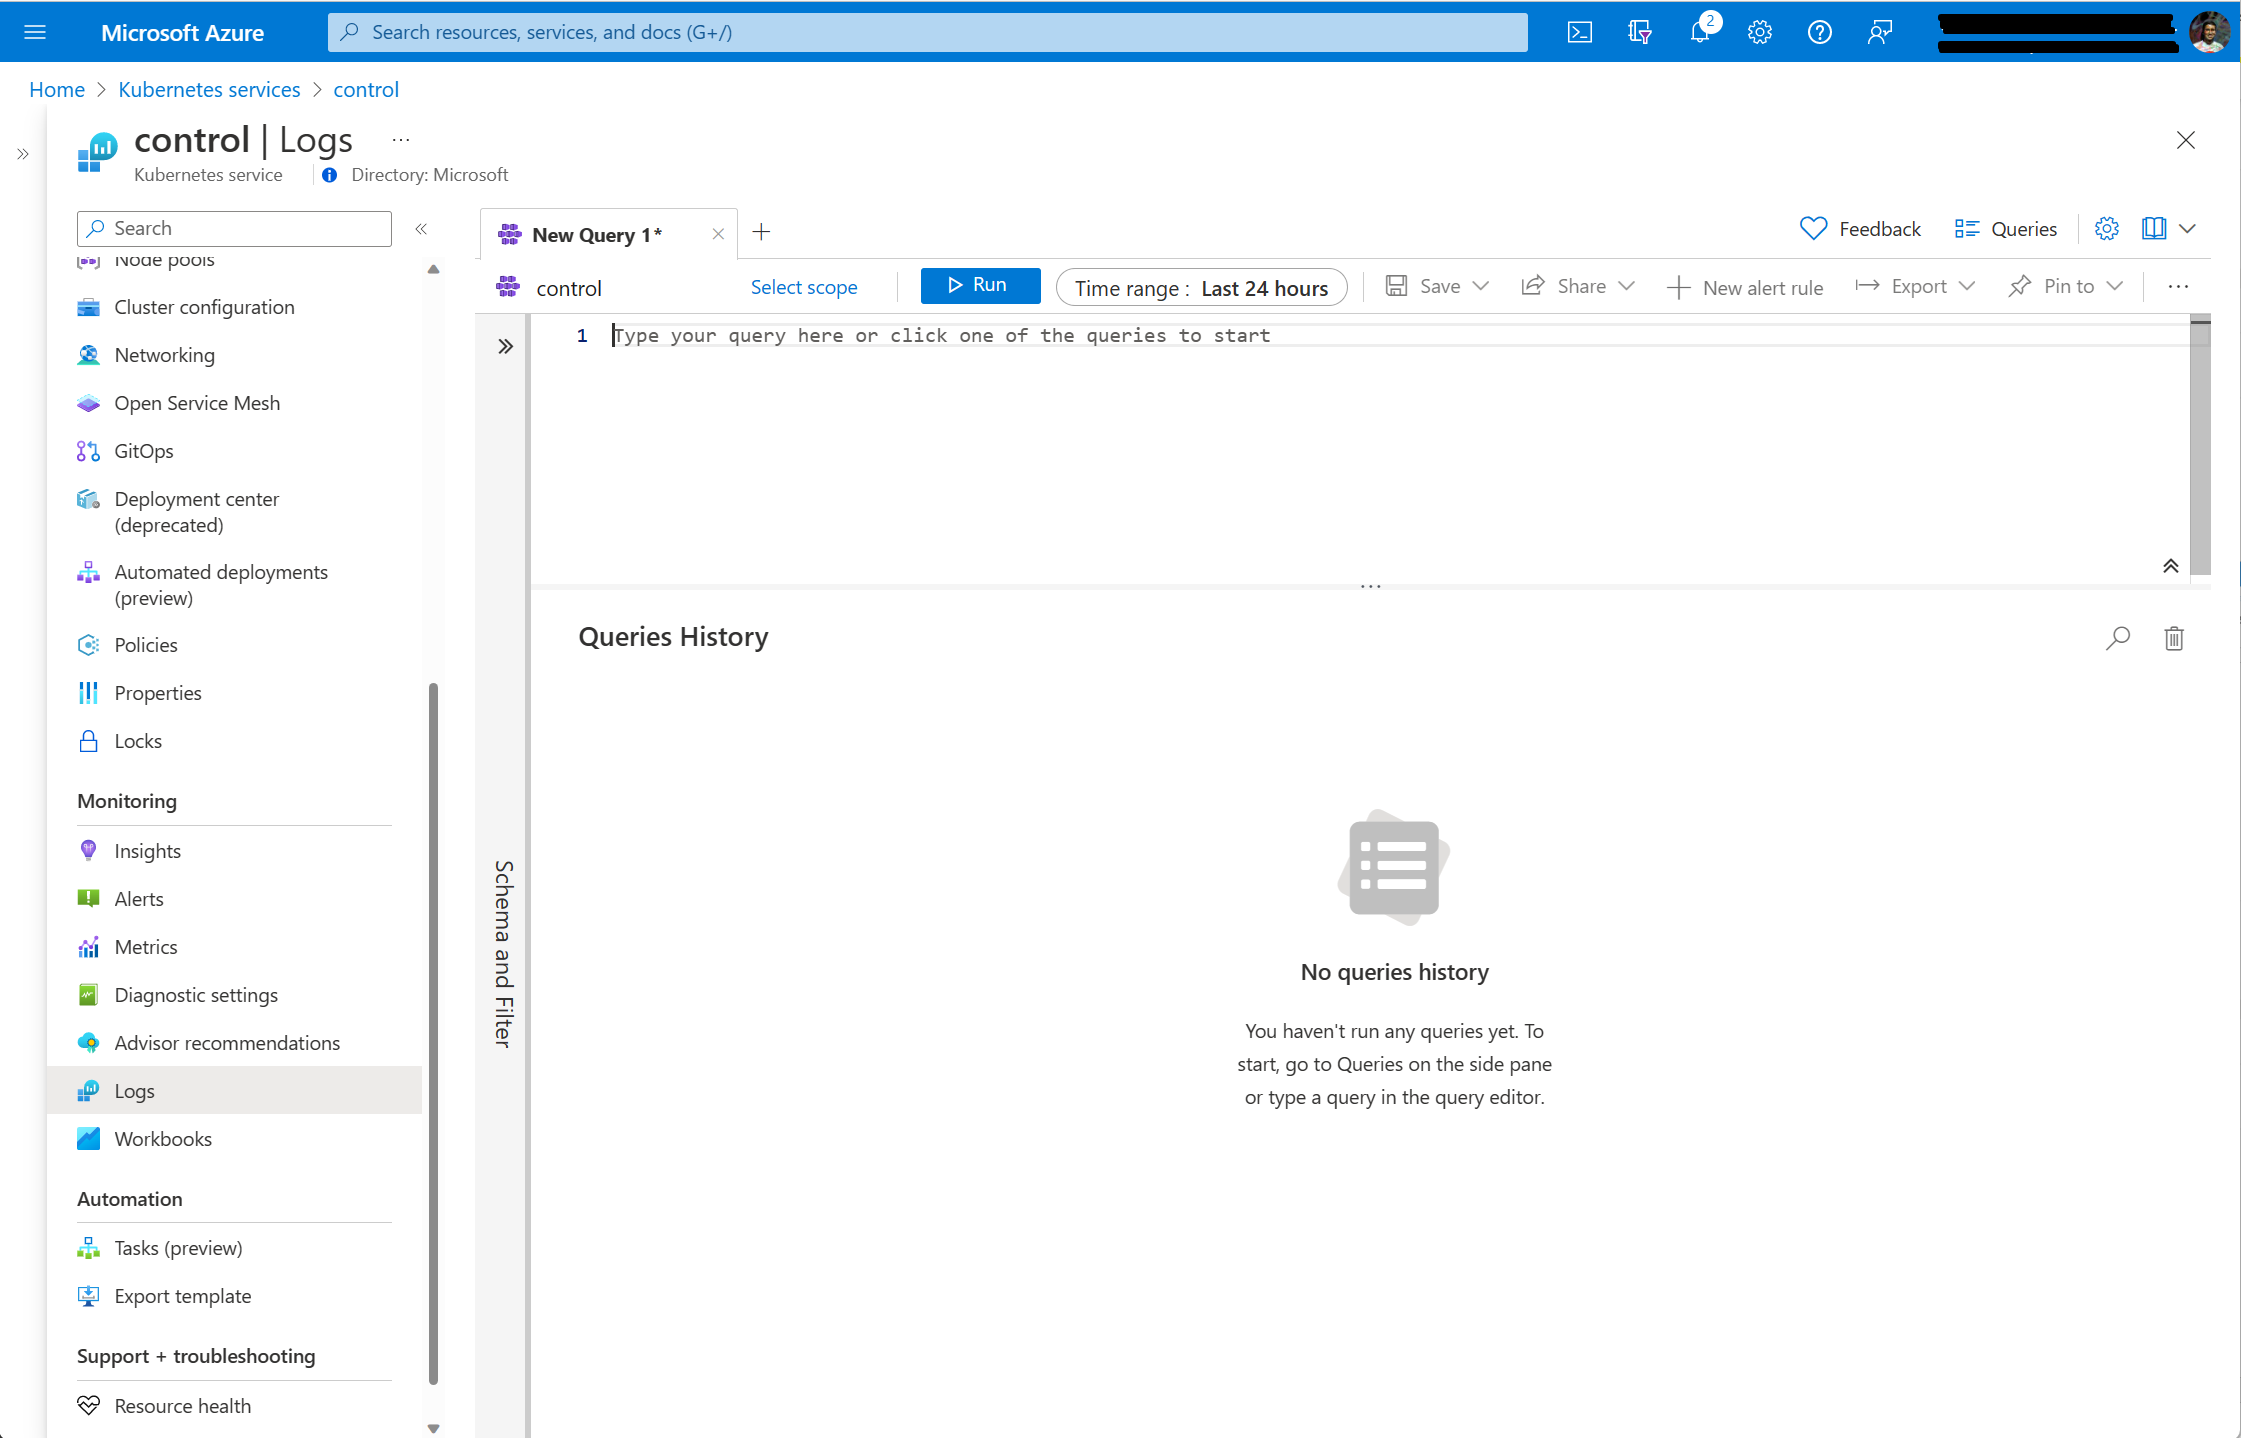 Microsoft Azure
Search resources, services, and docs (G+/)
2
Home > Kubernetes services > control
control | Logs ...
Kubernetes service
Directory: Microsoft
Search
Node pools
Cluster configuration
Networking
Open Service Mesh
GitOps
Deployment center
(deprecated)
Automated deployments
(preview)
Policies
Properties
Locks
Monitoring
Insights
Alerts
Metrics
Diagnostic settings
Advisor recommendations
Logs
Workbooks
Automation
Tasks (preview)
Export template
Support + troubleshooting
Resource health
New Query 1*
Feedback
Queries
control
Select scope
Run
Time range : Last 24 hours
Save
Share
New alert rule
Export
Pin to
...
1
Type your query here or click one of the queries to start
Schema and Filter
Queries History
No queries history
You haven't run any queries yet. To
start, go to Queries on the side pane
or type a query in the query editor.